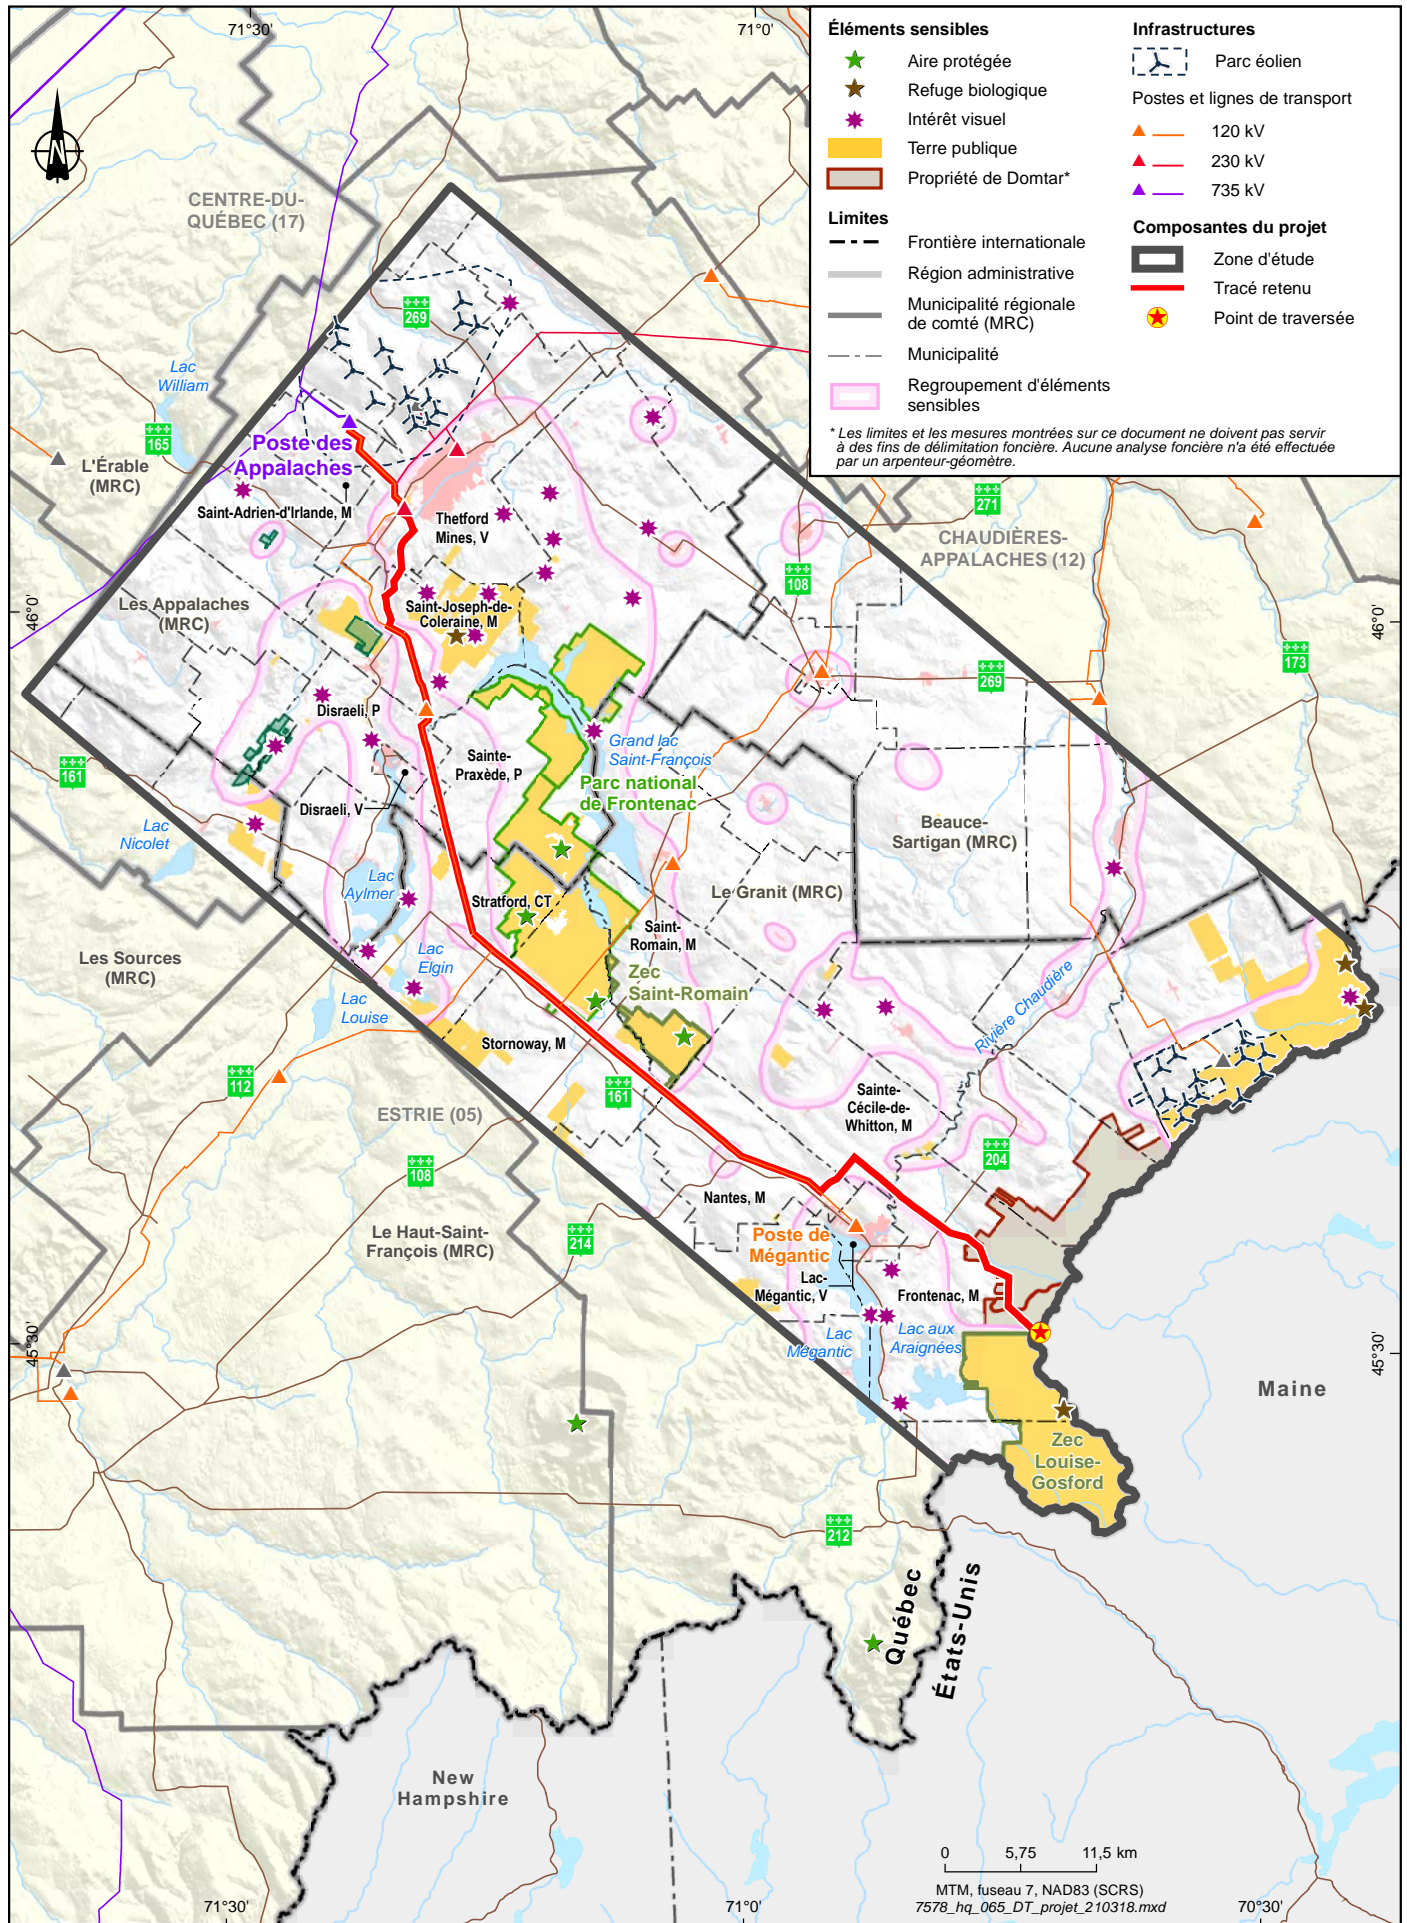 71°30'
71°0'
Éléments sensibles
Aire protégée
Refuge biologique
Intérêt visuel
Terre publique
Propriété de Domtar*
Limites
Frontière internationale
Région administrative
Municipalité régionale
de comté (MRC)
Municipalité
Regroupement d'éléments
sensibles
Infrastructures
Parc éolien
Postes et lignes de transport
120 kV
230 kV
735 kV
Composantes du projet
Zone d'étude
Tracé retenu
Point de traversée
* Les limites et les mesures montrées sur ce document ne doivent pas servir
à des fins de délimitation foncière. Aucune analyse foncière n'a été effectuée
par un arpenteur-géomètre.
N
CENTRE-DU-
QUÉBEC (17)
269
Lac
William
165
L'Érable
(MRC)
Poste des
Appalaches
Saint-Adrien-d'Irlande, M
Thetford
Mines, V
271
CHAUDIÈRES-
APPALACHES (12)
108
Les Appalaches
(MRC)
Saint-Joseph-de-
Coleraine, M
46°0'
46°0'
173
269
Disraeli, P
Grand lac
Saint-François
Sainte-
Praxède, P
161
Parc national
de Frontenac
Disraeli, V
Lac
Nicolet
Beauce-
Sartigan (MRC)
Lac
Aylmer
Le Granit (MRC)
Stratford, CT
Saint-
Romain, M
Les Sources
(MRC)
Lac
Elgin
Zec
Saint-Romain
Lac
Louise
Rivière Chaudière
Stornoway, M
112
161
ESTRIE (05)
Sainte-
Cécile-de-
Whitton, M
204
108
Nantes, M
Le Haut-Saint-
François (MRC)
214
Poste de
Mégantic
Lac-
Mégantic, V
Frontenac, M
Lac
Mégantic
Lac aux
Araignées
45°30'
45°30'
Maine
Zec
Louise-
Gosford
212
Québec
États-Unis
New
Hampshire
0 5,75 11,5 km
MTM, fuseau 7, NAD83 (SCRS)
7578_hq_065_DT_projet_210318.mxd
71°30'
71°0'
70°30'